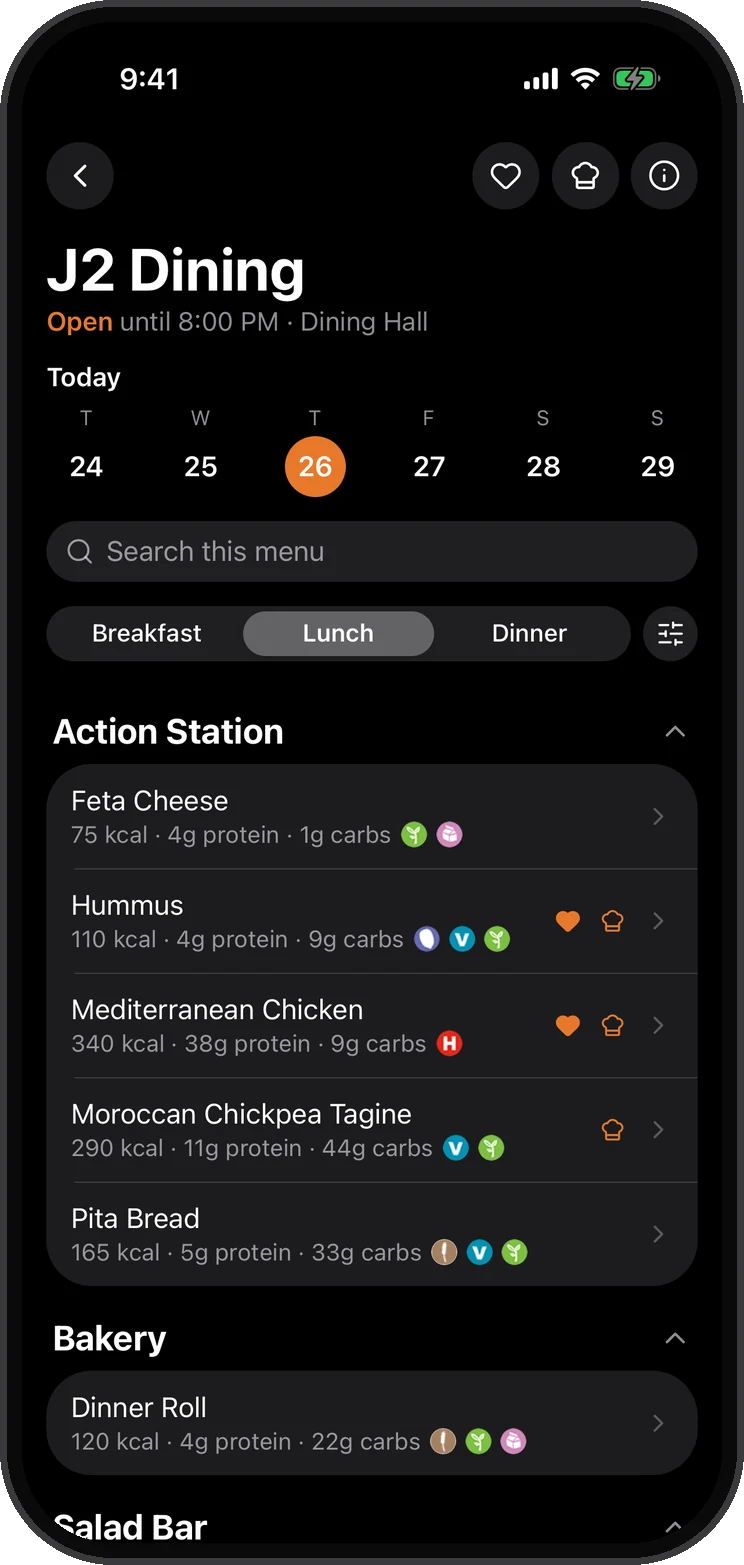 9:41
J2 Dining
Open until 8:00 PM · Dining Hall
Today
T W T F S S
24 25 26 27 28 29
Search this menu
Breakfast Lunch Dinner
Action Station
Feta Cheese
75 kcal · 4g protein · 1g carbs
Hummus
110 kcal · 4g protein · 9g carbs V
Mediterranean Chicken
340 kcal · 38g protein · 9g carbs H
Moroccan Chickpea Tagine
290 kcal · 11g protein · 44g carbs V
Pita Bread
165 kcal · 5g protein · 33g carbs V
Bakery
Dinner Roll
120 kcal · 4g protein · 22g carbs
Salad Bar